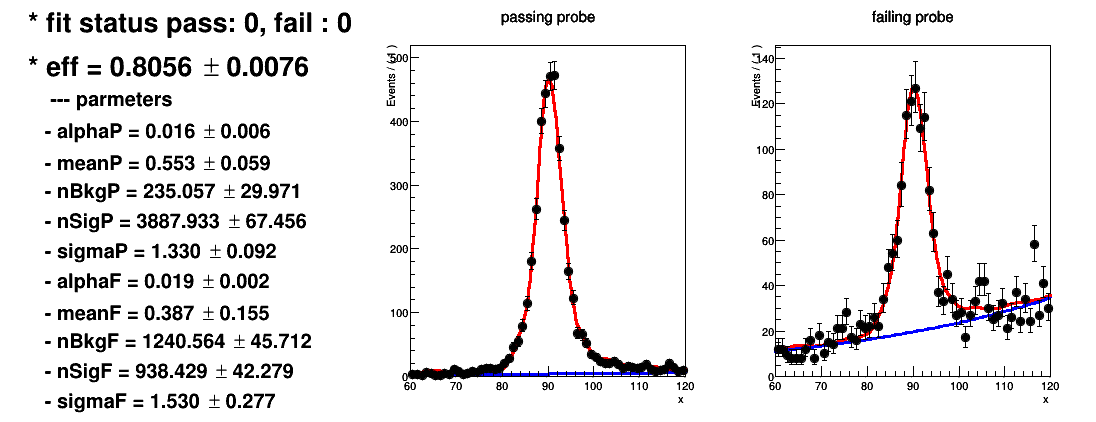 * fit status pass: 0, fail : 0
* eff = 0.8056 ± 0.0076
--- parmeters
- alphaP = 0.016 ± 0.006
- meanP = 0.553 ± 0.059
- nBkgP = 235.057 ± 29.971
- nSigP = 3887.933 ± 67.456
- sigmaP = 1.330 ± 0.092
- alphaF = 0.019 ± 0.002
- meanF = 0.387 ± 0.155
- nBkgF = 1240.564 ± 45.712
- nSigF = 938.429 ± 42.279
- sigmaF = 1.530 ± 0.277
passing probe
Events / ( 1 )
500
400
300
200
100
0
60 70 80 90 100 110 120
x
failing probe
Events / ( 1 )
140
120
100
80
60
40
20
0
60 70 80 90 100 110 120
x